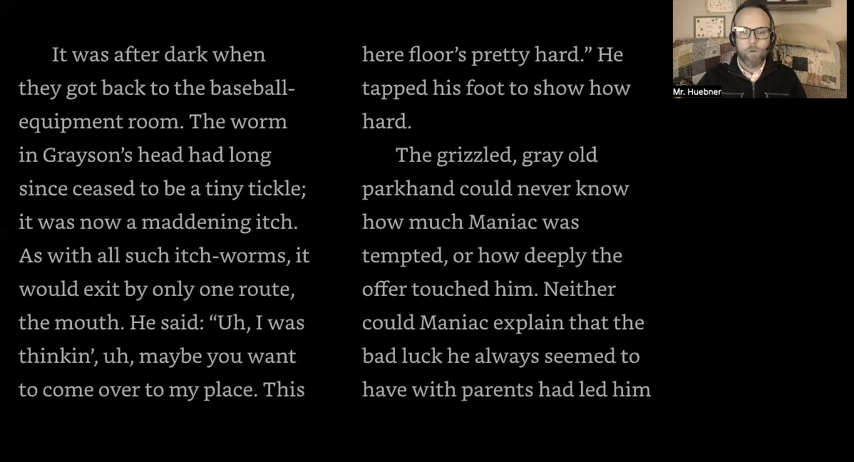 It was after dark when
they got back to the baseball-
equipment room. The worm
in Grayson’s head had long
since ceased to be a tiny tickle;
it was now a maddening itch.
As with all such itch-worms, it
would exit by only one route,
the mouth. He said: “Uh, I was
thinkin’, uh, maybe you want
to come over to my place. This
here floor’s pretty hard.” He
tapped his foot to show how
hard.
The grizzled, gray old
parkhand could never know
how much Maniac was
tempted, or how deeply the
offer touched him. Neither
could Maniac explain that the
bad luck he always seemed to
have with parents had led him
Mr. Huebner